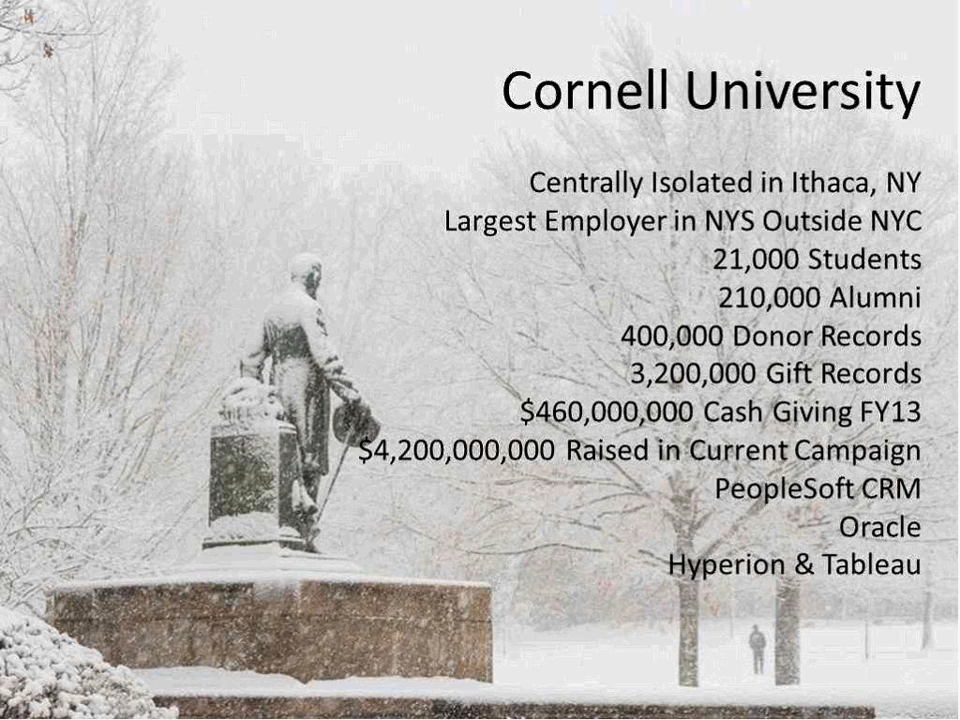 Cornell University
Centrally Isolated in Ithaca, NY
Largest Employer in NYS Outside NYC
21,000 Students
210,000 Alumni
400,000 Donor Records
3,200,000 Gift Records
$460,000,000 Cash Giving FY13
$4,200,000,000 Raised in Current Campaign
PeopleSoft CRM
Oracle
Hyperion & Tableau